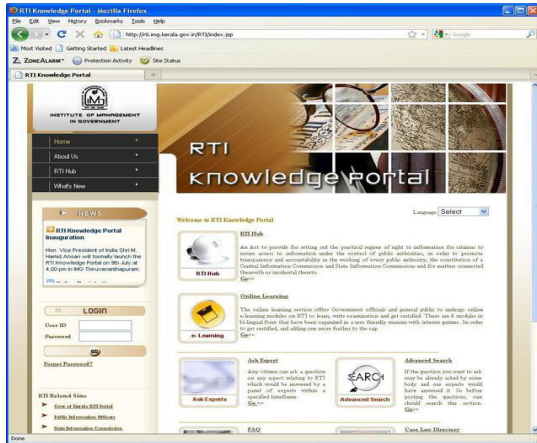 RTI Knowledge Portal - Mozilla Firefox
File Edit View History Bookmarks Tools Help
http://rti.img.kerala.gov.in/RTI/index.jsp
Google
Most Visited Getting Started Latest Headlines
ZONEALARM Protection Activity Site Status
RTI Knowledge Portal
INSTITUTE OF MANAGEMENT
IN GOVERNMENT
Home
About Us
RTI Hub
What's New
RTI
Knowledge Portal
Language Select
NEWS
RTI Knowledge Portal
Inauguration
Hon. Vice President of India Shri M.
Hamid Ansari will formally launch the
RTI Knowledge Portal on 9th July at
4.00 pm in IMG Thiruvananthapuram.
LOGIN
User ID
Password
Forgot Password?
RTI Related Sites
Govt of Kerala RTI Portal
Public Information Officers
State Information Commission
Welcome to RTI Knowledge Portal
RTI Hub
RTI Hub
An Act to provide for setting out the practical regime of right to information for citizens to
secure access to information under the control of public authorities, in order to promote
transparency and accountability in the working of every public authority, the constitution of a
Central Information Commission and State Information Commissions and for matters connected
therewith or incidental thereto.
Go>>
e- Learning
Online Learning
The online learning section offers Government officials and general public to undergo online
e-learning modules on RTI to learn, write examination and get certified. There are 6 modules in
bi-lingual form that have been organized in a user friendly manner with interim quizes. In order
to get certified, and adding one more feather to the cap.
Go>>
Ask Experts
Ask Expert
Any citizen can ask a question
on any aspect relating to RTI
which would be answered by a
panel of experts within a
specified timeframe.
Go >>
SEARCH
Advanced Search
Advanced Search
If the question you want to ask
may be already asked by some
body and our experts would
have answered it. So before
posting the question, one
should search this section.
Go>>
FAQ
Case Law Directory
Done